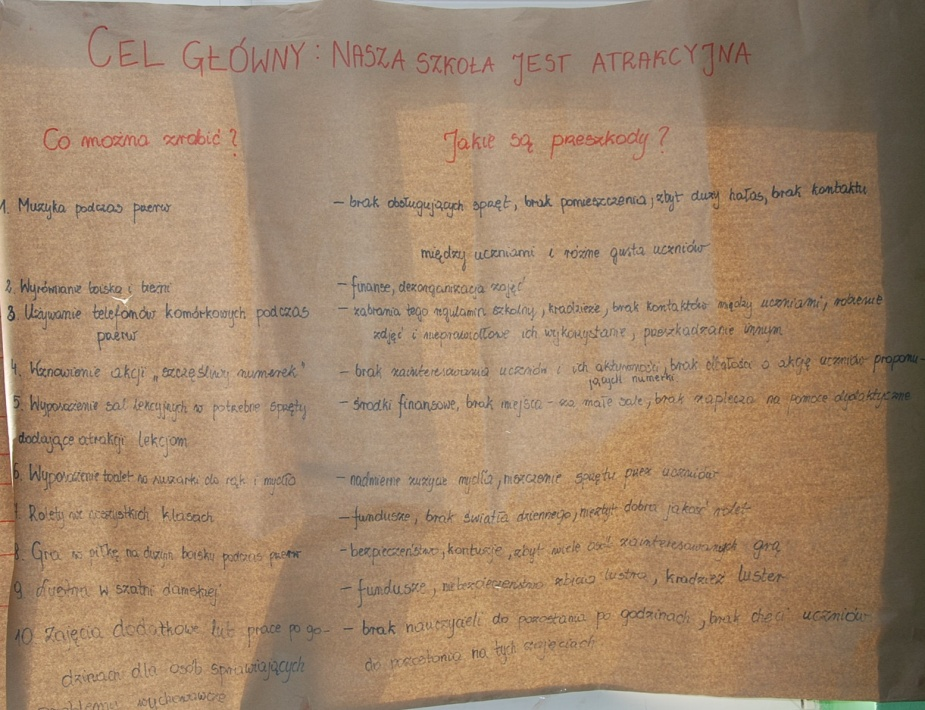 CEL GŁÓWNY: NASZA SZKOŁA JEST ATRAKCYJNA
Co można zrobić?
Jakie są przeszkody?
1. Muzyka podczas przerw
– brak obsługujących sprzęt, brak pomieszczenia, zbyt duży hałas, brak kontaktu
między uczniami i różne gusta uczniów
2. Wyrównanie boiska i bieżni
– finanse, dezorganizacja zajęć
3. Używanie telefonów komórkowych podczas
przerw
– zabrania tego regulamin szkolny, kradzieże, brak kontaktów między uczniami, robienie
zdjęć i nieprawidłowe ich wykorzystanie, przeszkadzanie innym
4. Wznowienie akcji „szczęśliwy numerek"
– brak zainteresowania uczniów i ich aktywności, brak dbałości o akcję uczniów proponu-
jących numerki
5. Wyposażenie sal lekcyjnych w potrzebne sprzęty
dodające atrakcji lekcjom
– środki finansowe, brak miejsca – za małe sale, brak zaplecza na pomoce dydaktyczne
6. Wyposażenie toalet na suszarki do rąk i mydło
– nadmierne zużycie mydła, niszczenie sprzętu przez uczniów
7. Rolety we wszystkich klasach
– fundusze, brak światła dziennego, niezbyt dobra jakość rolet
8. Gra w piłkę na dużym boisku podczas przerw
– bezpieczeństwo, kontuzje, zbyt wiele osób zainteresowanych grą
9. w szatni damskiej
– fundusze, niebezpieczeństwo zbicia lustra, kradzież luster
10. Zajęcia dodatkowe lub prace po go-
dzinach dla osób sprawiających
problemy wychowawcze
– brak nauczycieli do pozostania po godzinach, brak chęci uczniów
do pozostania na tych zajęciach